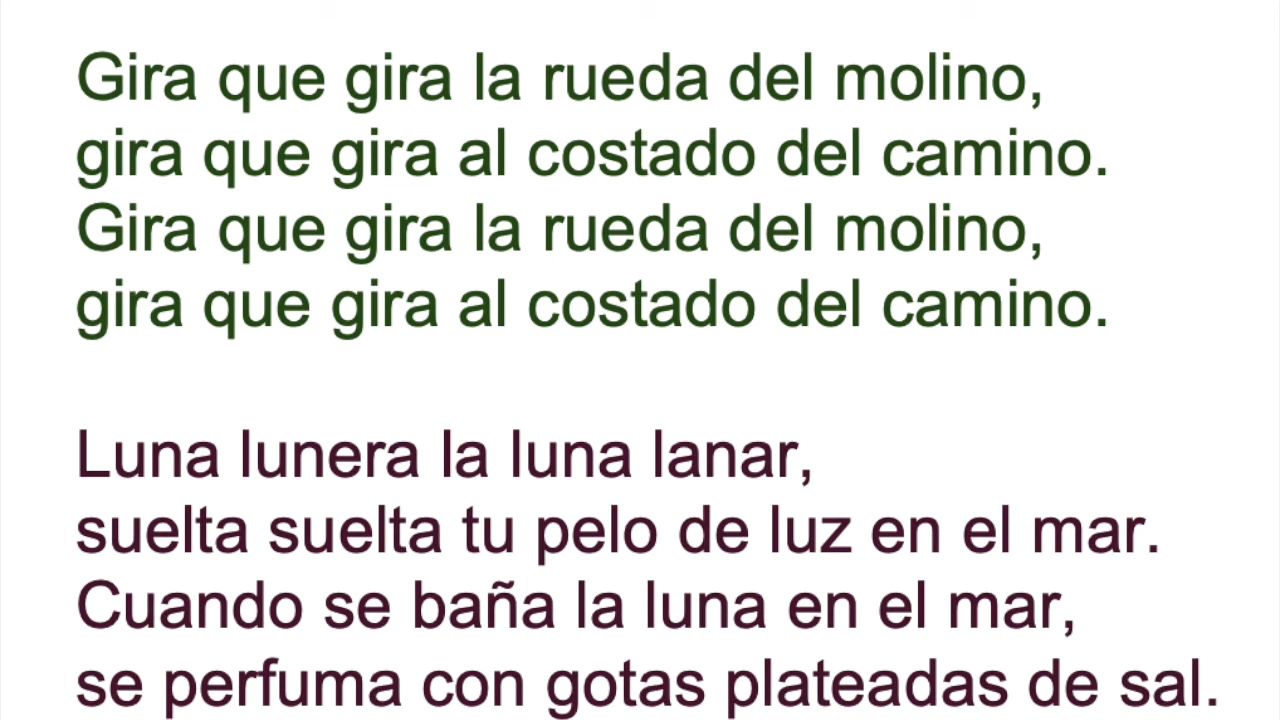 Gira que gira la rueda del molino,
gira que gira al costado del camino.
Gira que gira la rueda del molino,
gira que gira al costado del camino.
Luna lunera la luna lanar,
suelta suelta tu pelo de luz en el mar.
Cuando se baña la luna en el mar,
se perfuma con gotas plateadas de sal.